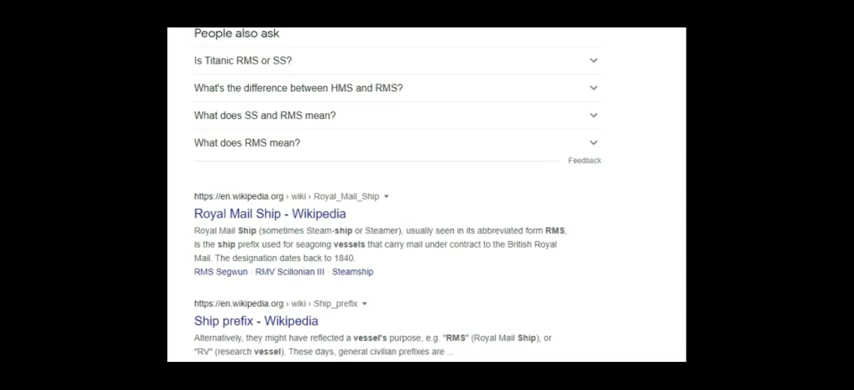 People also ask
Is Titanic RMS or SS?
What's the difference between HMS and RMS?
What does SS and RMS mean?
What does RMS mean?
Feedback
https://en.wikipedia.org › wiki › Royal_Mail_Ship
Royal Mail Ship - Wikipedia
Royal Mail Ship (sometimes Steam-ship or Steamer), usually seen in its abbreviated form RMS,
is the ship prefix used for seagoing vessels that carry mail under contract to the British Royal
Mail. The designation dates back to 1840.
RMS Segwun · RMV Scillonian III · Steamship
https://en.wikipedia.org › wiki › Ship_prefix
Ship prefix - Wikipedia
Alternatively, they might have reflected a vessel's purpose, e.g. "RMS" (Royal Mail Ship), or
"RV" (research vessel). These days, general civilian prefixes are ...